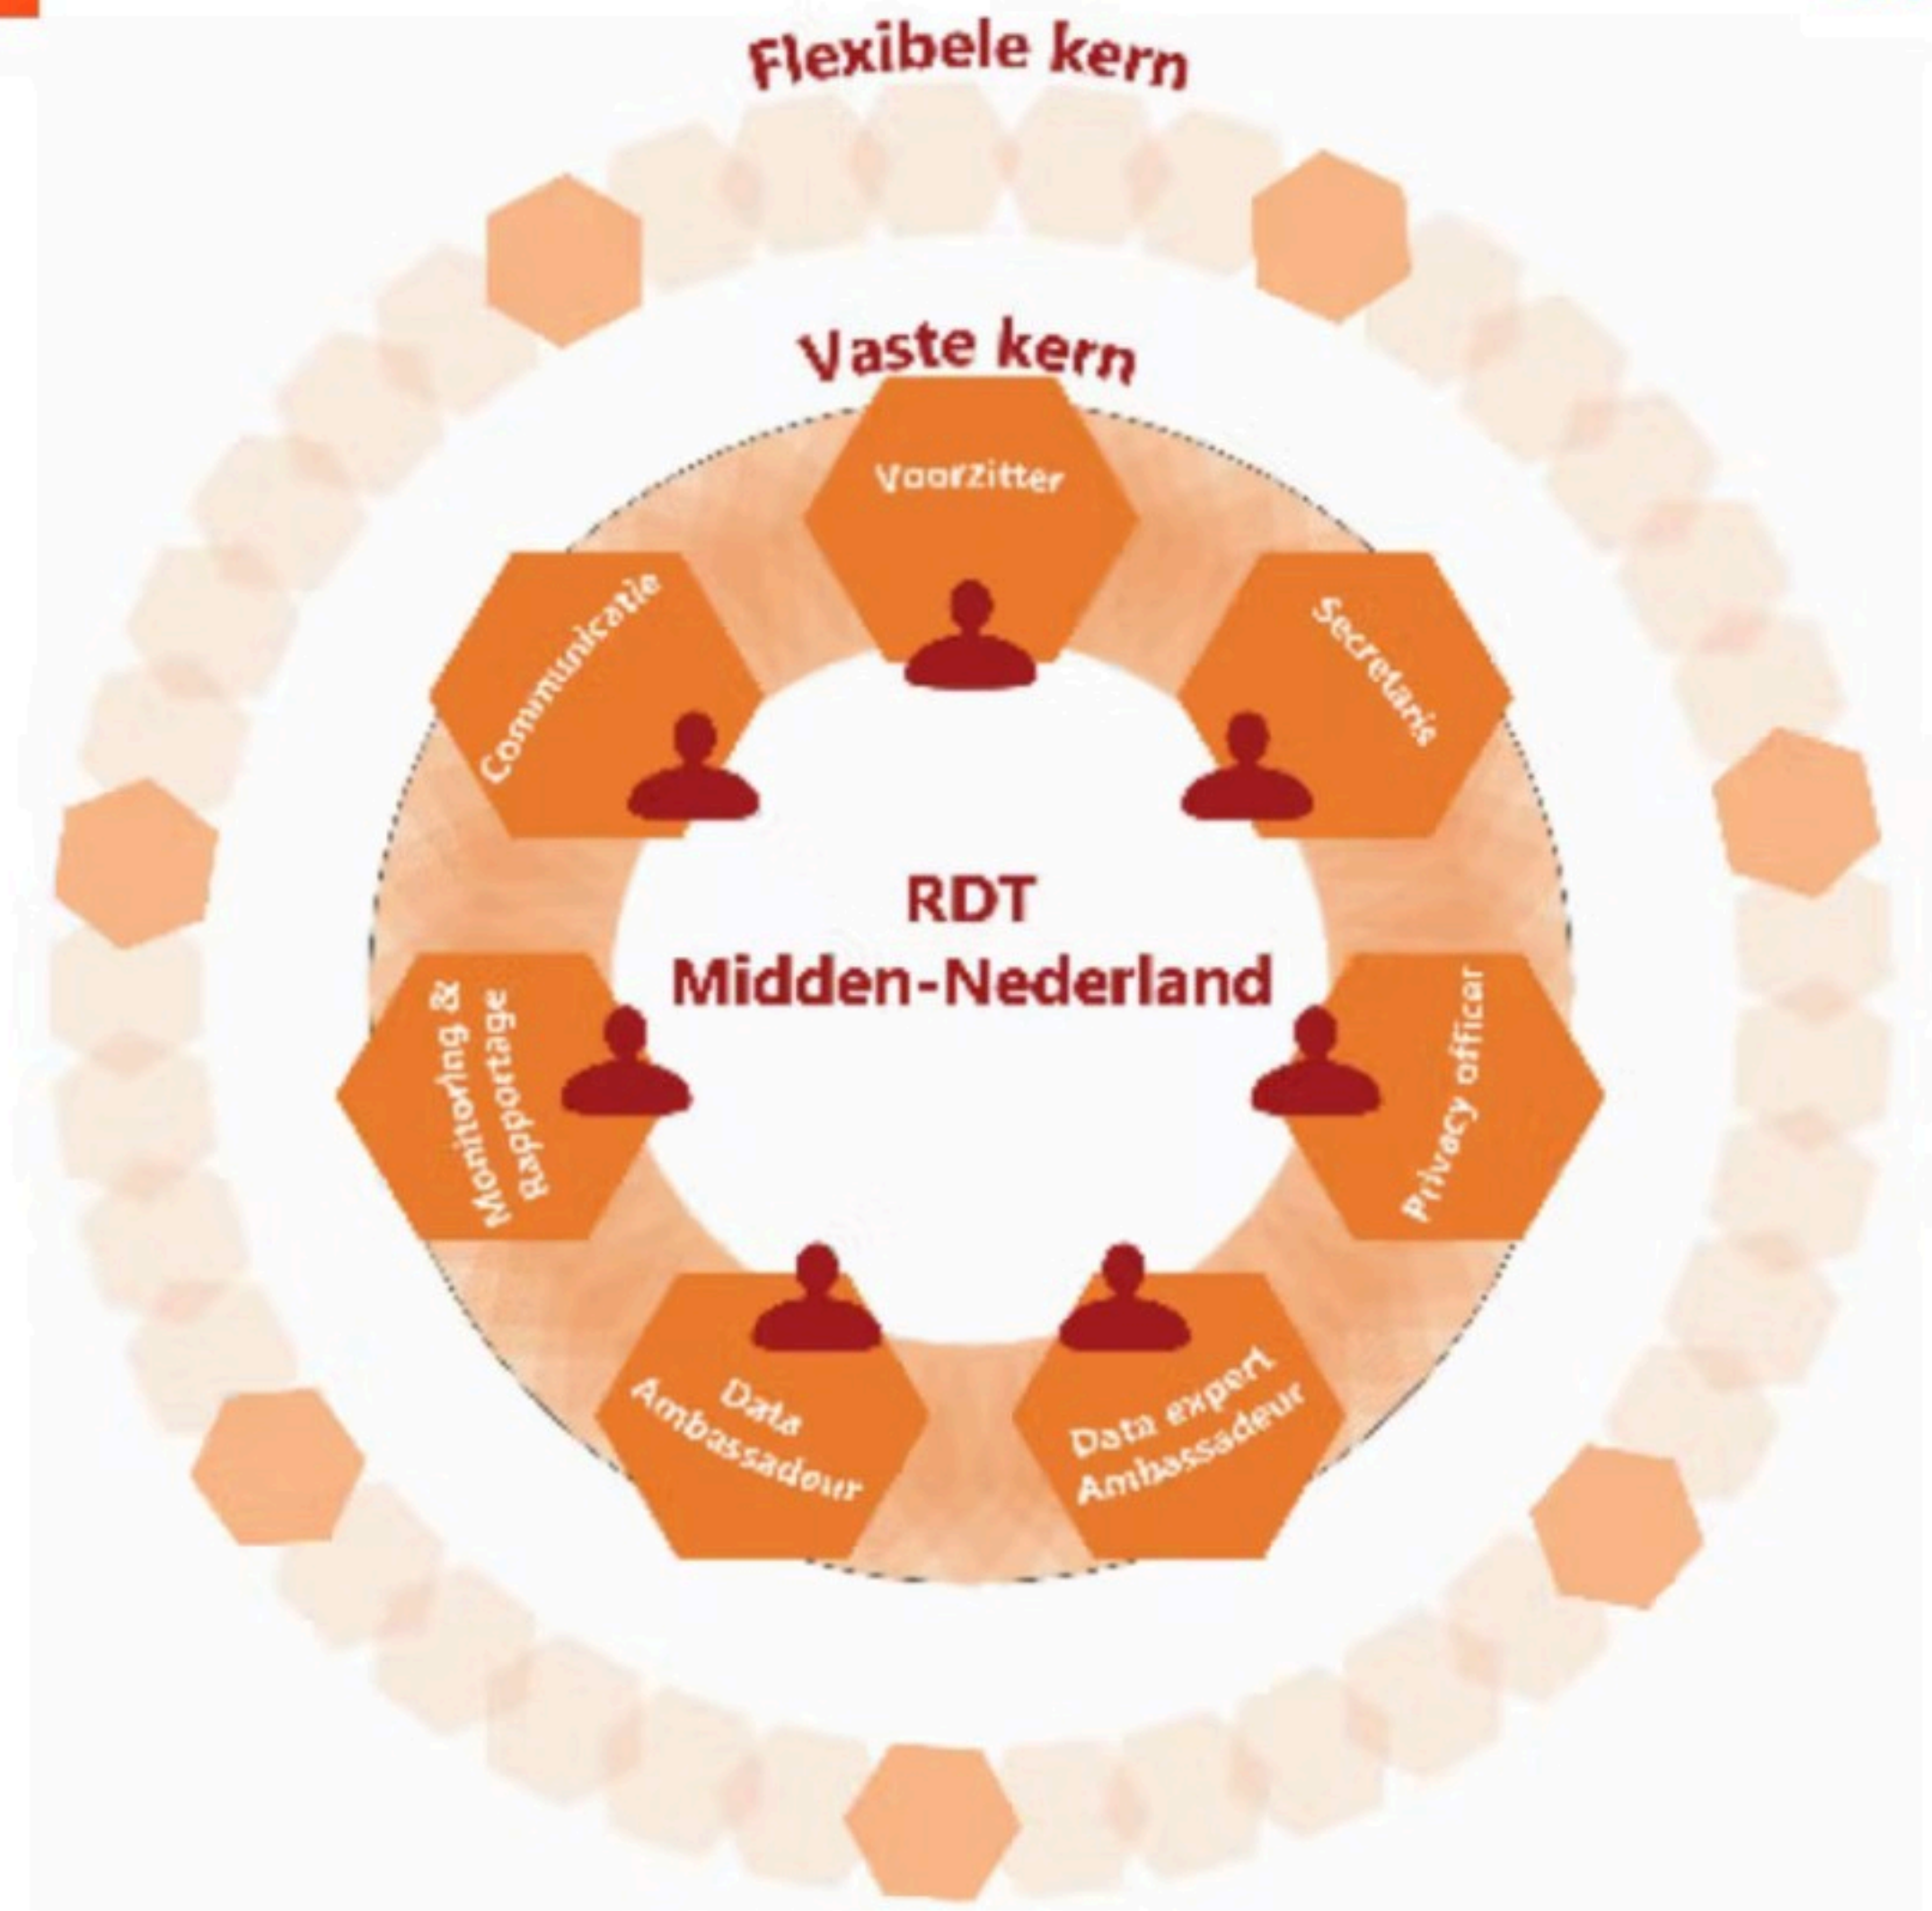 Flexibele kern
Vaste kern
Voorzitter
Secretaris
Privacy officer
Data expert
Ambassadeur
Data
Ambassadeur
Monitoring &
Rapportage
Communicatie
RDT
Midden-Nederland